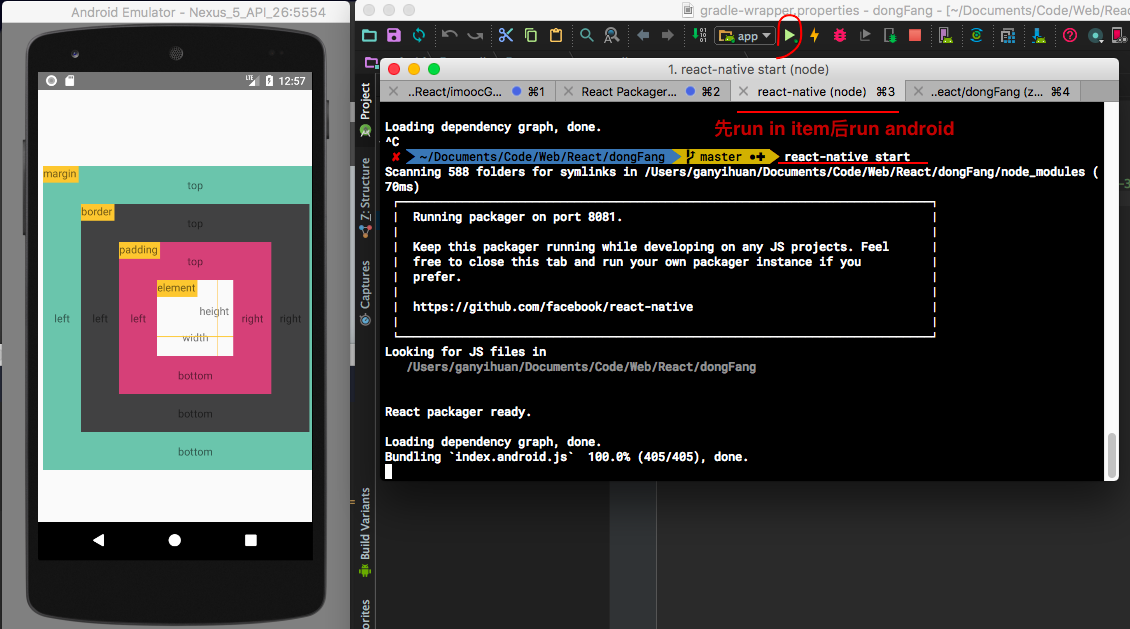 Android Emulator - Nexus_5_API_26:5554
LTE
12:57
margin
top
border
top
padding
top
element
height
left
left
left
right
right
width
bottom
bottom
bottom
gradle-wrapper.properties - dongFang - [~/Documents/Code/Web/Rea
app
Project
Z: Structure
Captures
Build Variants
orites
1. react-native start (node)
..React/imoocG... ⌘1
React Packager... ⌘2
react-native (node) ⌘3
..eact/dongFang (z... ⌘4
先run in item后run android
Loading dependency graph, done.
^C
✘ ~/Documents/Code/Web/React/dongFang master ●✚ react-native start
Scanning 588 folders for symlinks in /Users/ganyihuan/Documents/Code/Web/React/dongFang/node_modules (
70ms)
Running packager on port 8081.
Keep this packager running while developing on any JS projects. Feel
free to close this tab and run your own packager instance if you
prefer.
https://github.com/facebook/react-native
Looking for JS files in
/Users/ganyihuan/Documents/Code/Web/React/dongFang
React packager ready.
Loading dependency graph, done.
Bundling `index.android.js` 100.0% (405/405), done.